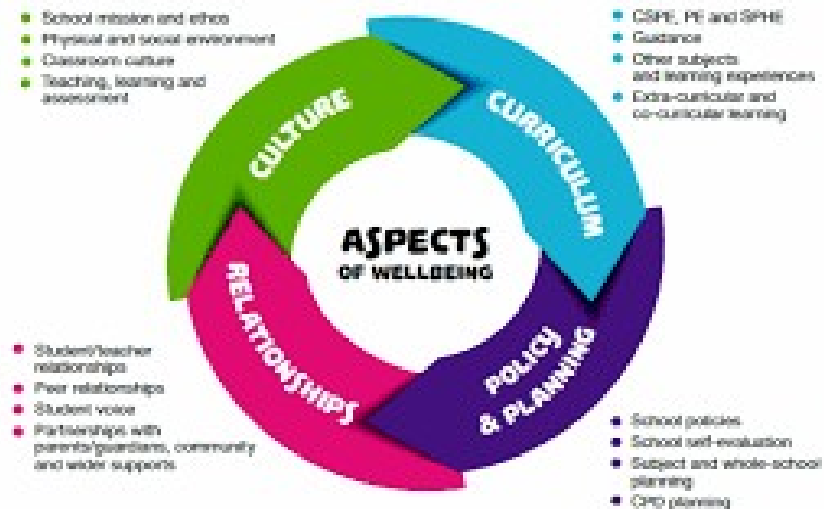 School mission and ethos
Physical and social environment
Classroom culture
Teaching, learning and
assessment
CSPE, PE and SPHE
Guidance
Other subjects
and learning experiences
Extra-curricular and
co-curricular learning
CULTURE
CURRICULUM
ASPECTS
OF WELLBEING
RELATIONSHIPS
POLICY
& PLANNING
Student/teacher
relationships
Peer relationships
Student voice
Partnerships with
parents/guardians, community
and wider supports
School policies
School self-evaluation
Subject and whole-school
planning
CPD planning